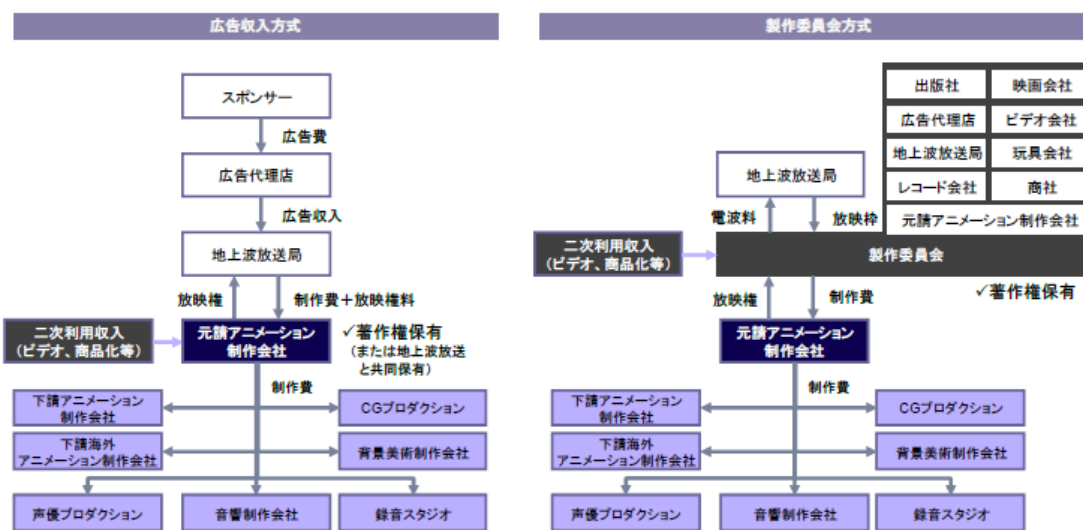 広告収入方式
スポンサー
広告費
広告代理店
広告収入
地上波放送局
放映権
制作費+放映権料
二次利用収入
(ビデオ、商品化等)
元請アニメーション
制作会社
✓著作権保有
(または地上波放送
と共同保有)
制作費
下請アニメーション
制作会社
CGプロダクション
下請海外
アニメーション制作会社
背景美術制作会社
声優プロダクション
音響制作会社
録音スタジオ
製作委員会方式
出版社
映画会社
広告代理店
ビデオ会社
地上波放送局
玩具会社
レコード会社
商社
元請アニメーション制作会社
地上波放送局
電波料
放映枠
二次利用収入
(ビデオ、商品化等)
製作委員会
✓著作権保有
放映権
制作費
元請アニメーション
制作会社
制作費
下請アニメーション
制作会社
CGプロダクション
下請海外
アニメーション制作会社
背景美術制作会社
声優プロダクション
音響制作会社
録音スタジオ